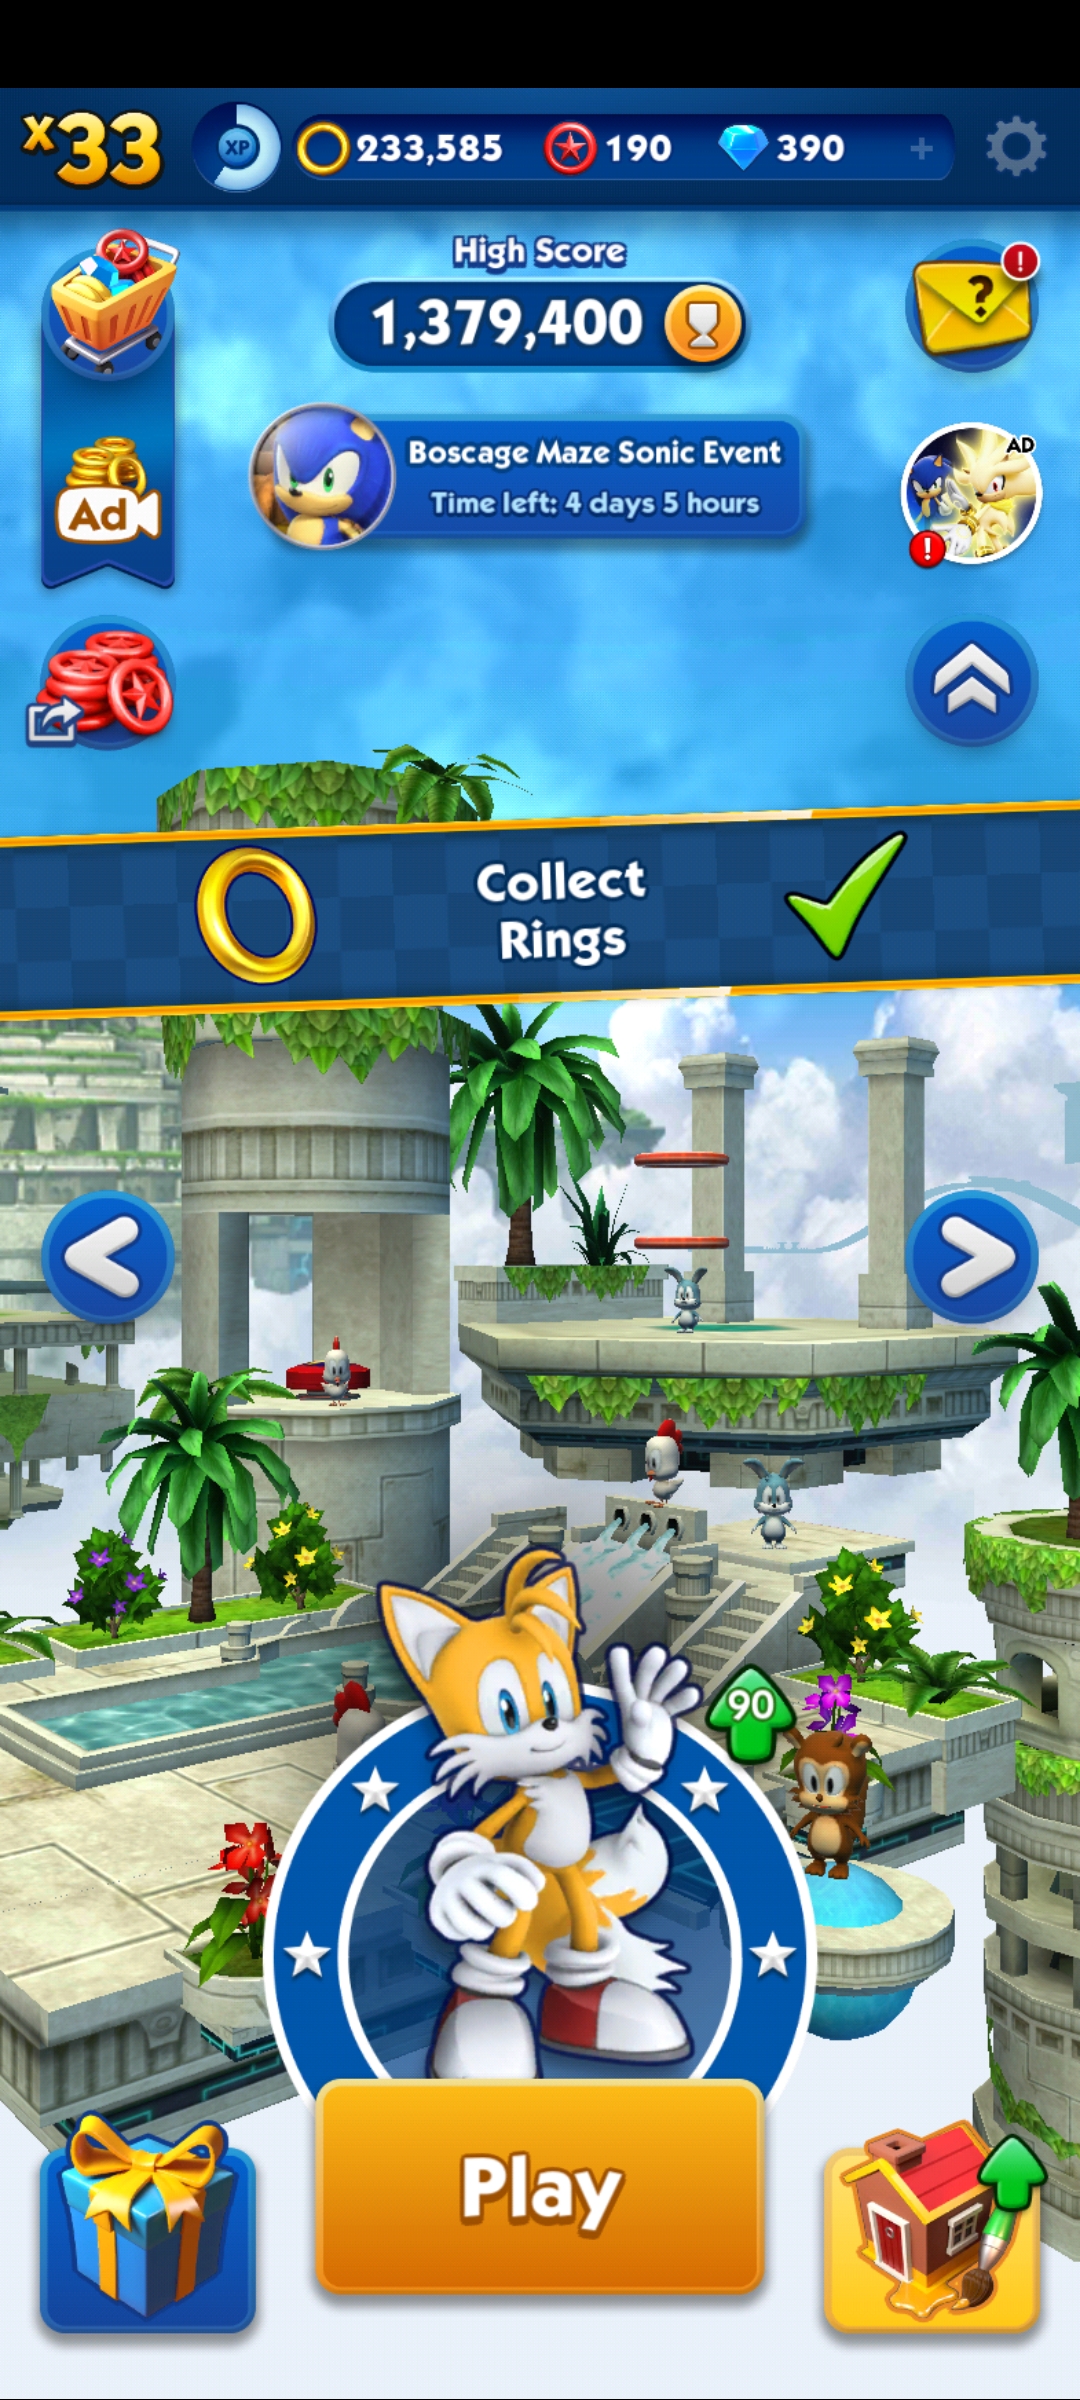 x33
XP
233,585
190
390
+
High Score
1,379,400
?
!
Boscage Maze Sonic Event
Time left: 4 days 5 hours
AD
!
Ad
Collect
Rings
90
Play